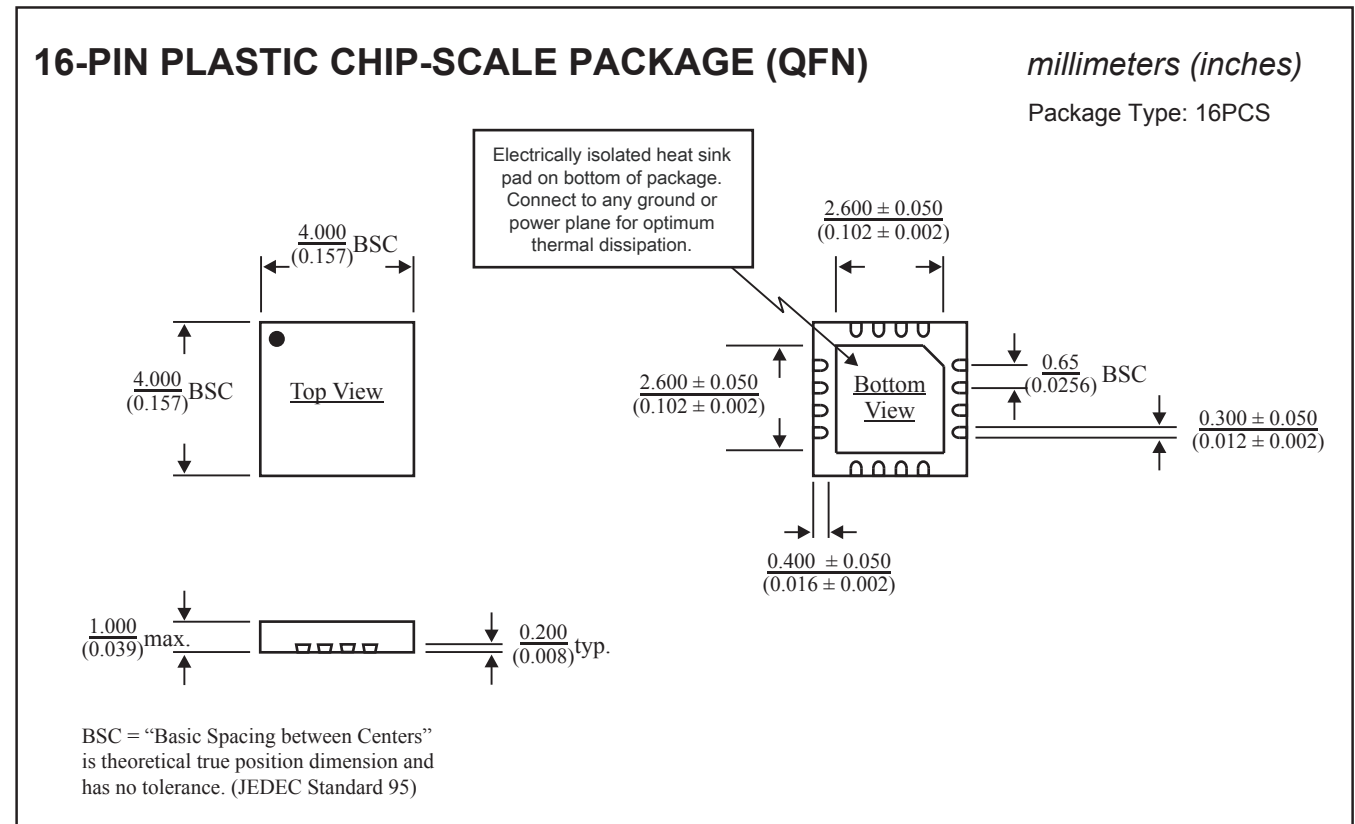 16-PIN PLASTIC CHIP-SCALE PACKAGE (QFN)
millimeters (inches)
Package Type: 16PCS
Electrically isolated heat sink
pad on bottom of package.
Connect to any ground or
power plane for optimum
thermal dissipation.
4.000
(0.157) BSC
2.600 ± 0.050
(0.102 ± 0.002)
4.000
(0.157) BSC
Top View
2.600 ± 0.050
(0.102 ± 0.002)
Bottom
View
0.65
(0.0256) BSC
0.300 ± 0.050
(0.012 ± 0.002)
0.400 ± 0.050
(0.016 ± 0.002)
1.000
(0.039) max.
0.200
(0.008) typ.
BSC = “Basic Spacing between Centers”
is theoretical true position dimension and
has no tolerance. (JEDEC Standard 95)